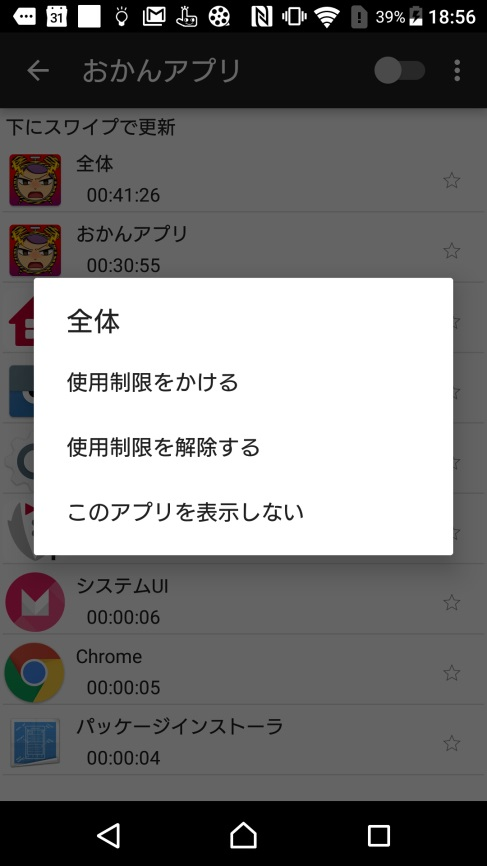 31
39%
18:56
おかんアプリ
下にスワイプで更新
全体
00:41:26
おかんアプリ
00:30:55
全体
使用制限をかける
使用制限を解除する
このアプリを表示しない
システムUI
00:00:06
Chrome
00:00:05
パッケージインストーラ
00:00:04